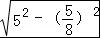 √(5² − (5/8)²)